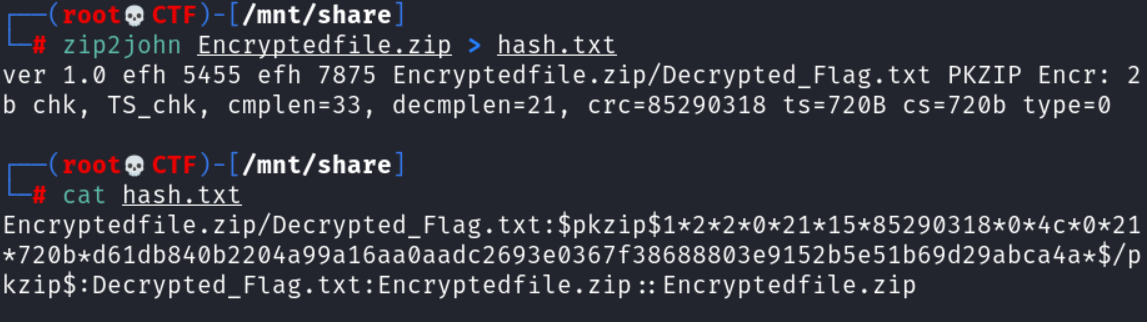 ┌──(root💀CTF)-[/mnt/share]
└─# zip2john Encryptedfile.zip > hash.txt
ver 1.0 efh 5455 efh 7875 Encryptedfile.zip/Decrypted_Flag.txt PKZIP Encr: 2
b chk, TS_chk, cmplen=33, decmplen=21, crc=85290318 ts=720B cs=720b type=0
┌──(root💀CTF)-[/mnt/share]
└─# cat hash.txt
Encryptedfile.zip/Decrypted_Flag.txt:$pkzip$1*2*2*0*21*15*85290318*0*4c*0*21
*720b*d61db840b2204a99a16aa0aadc2693e0367f38688803e9152b5e51b69d29abca4a*$/p
kzip$:Decrypted_Flag.txt:Encryptedfile.zip::Encryptedfile.zip